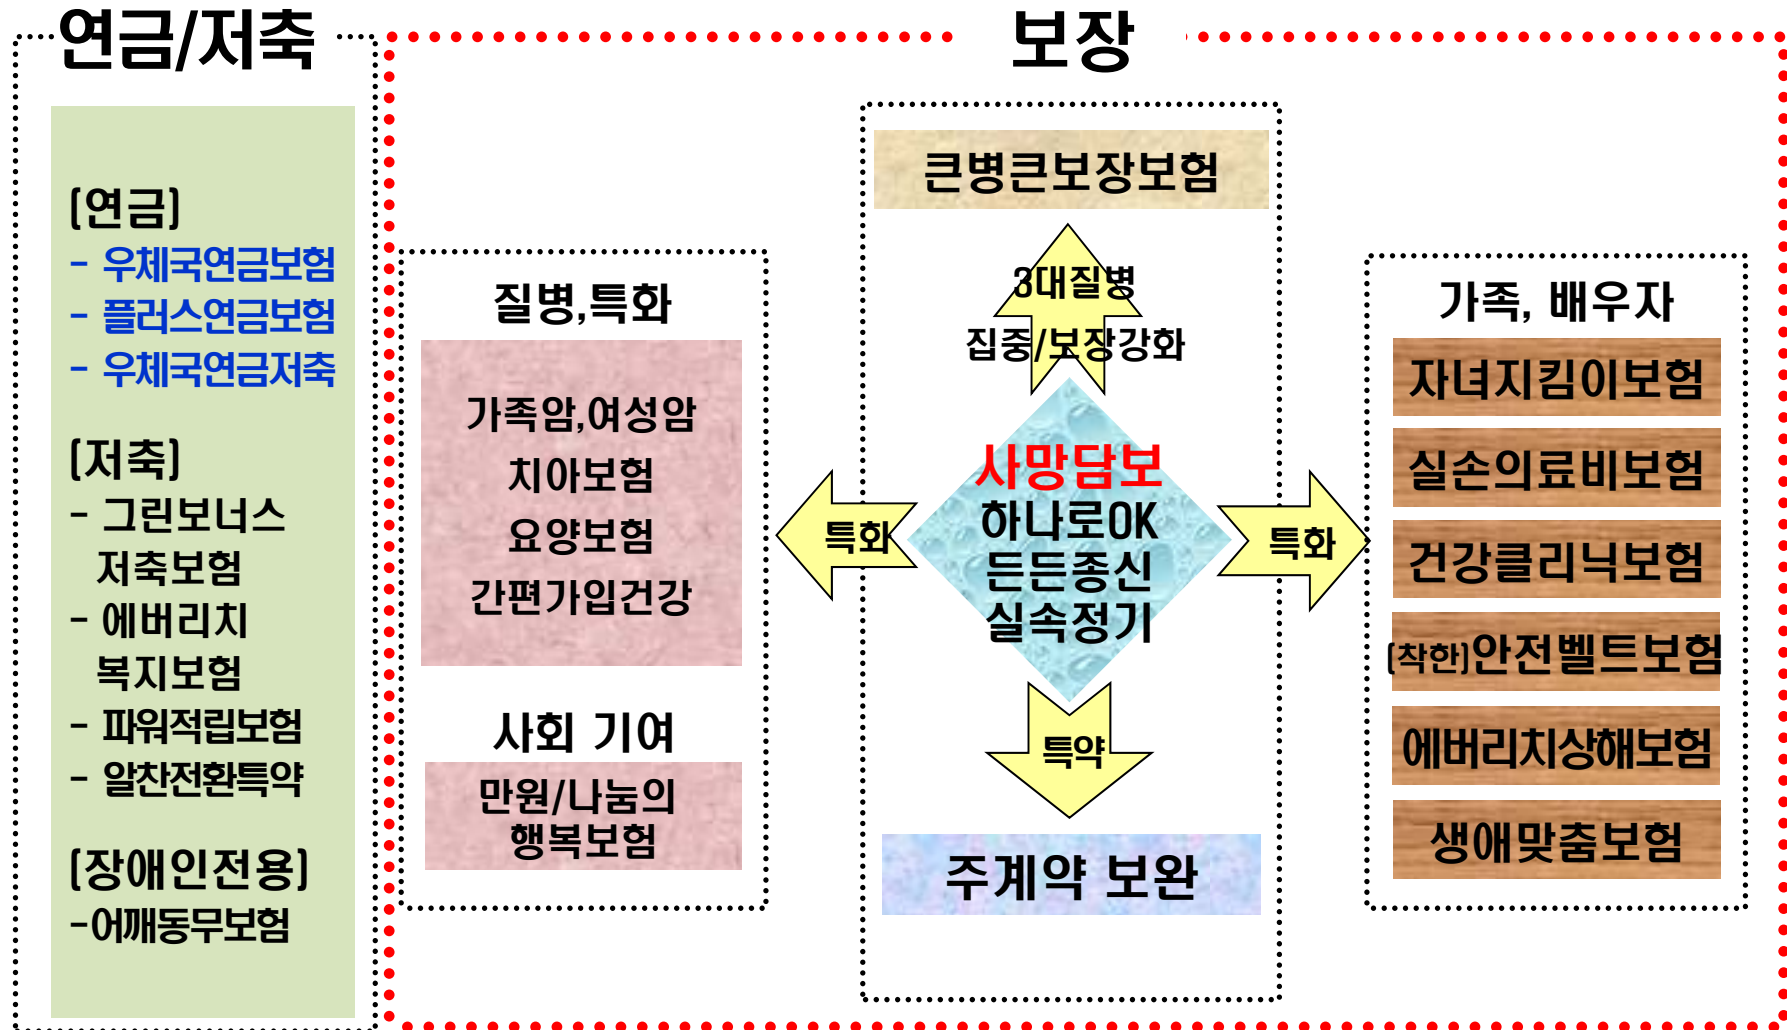 연금/저축
[연금]
- 우체국연금보험
- 플러스연금보험
- 우체국연금저축
[저축]
- 그린보너스
저축보험
- 에버리치
복지보험
- 파워적립보험
- 알찬전환특약
[장애인전용]
-어깨동무보험
보장
질병,특화
가족암,여성암
치아보험
요양보험
간편가입건강
사회 기여
만원/나눔의
행복보험
큰병큰보장보험
3대질병
집중/보장강화
특화
사망담보
하나로OK
든든종신
실속정기
특화
특약
주계약 보완
가족, 배우자
자녀지킴이보험
실손의료비보험
건강클리닉보험
(착한)안전벨트보험
에버리치상해보험
생애맞춤보험